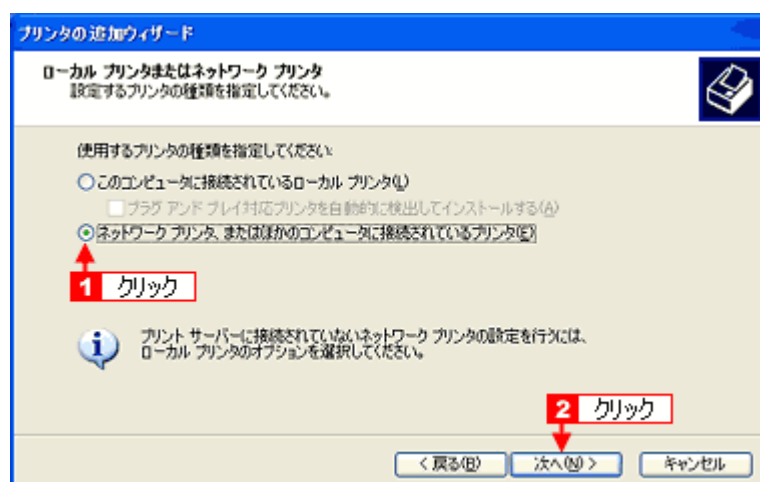 プリンタの追加ウィザード
ローカル プリンタまたはネットワーク プリンタ
設定するプリンタの種類を指定してください。
使用するプリンタの種類を指定してください:
このコンピュータに接続されているローカル プリンタ(L)
プラグ アンド プレイ対応プリンタを自動的に検出してインストールする(A)
ネットワーク プリンタ、またはほかのコンピュータに接続されているプリンタ(E)
1 クリック
プリント サーバーに接続されていないネットワーク プリンタの設定を行うには、
ローカル プリンタのオプションを選択してください。
2 クリック
< 戻る(B) 次へ(N) > キャンセル